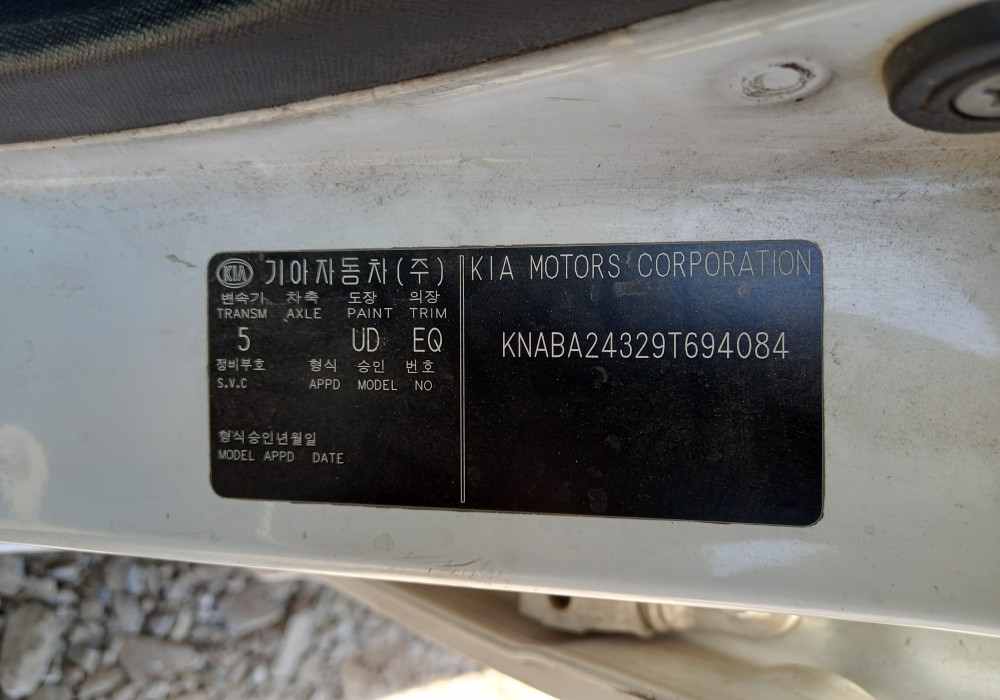 KIA 기아자동차(주)
변속기 차축 도장 의장
TRANSM AXLE PAINT TRIM
5 UD EQ
정비부호 형식 승인 번호
S.V.C APPD MODEL NO
형식승인년월일
MODEL APPD DATE
KIA MOTORS CORPORATION
KNABA24329T694084